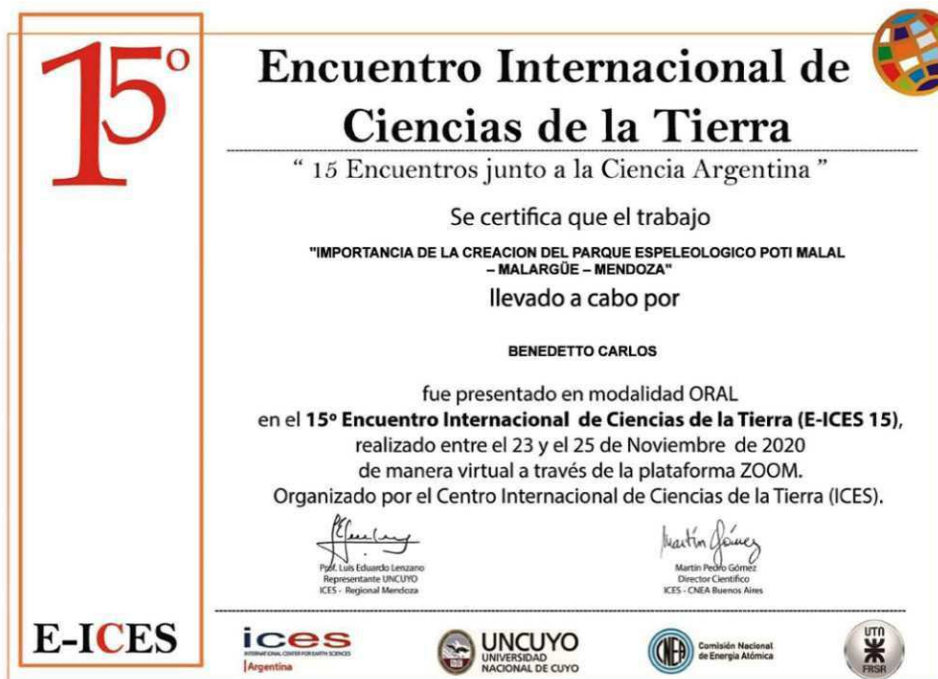 15º
Encuentro Internacional de
Ciencias de la Tierra
“ 15 Encuentros junto a la Ciencia Argentina ”
Se certifica que el trabajo
"IMPORTANCIA DE LA CREACION DEL PARQUE ESPELEOLOGICO POTI MALAL
– MALARGÜE – MENDOZA"
llevado a cabo por
BENEDETTO CARLOS
fue presentado en modalidad ORAL
en el 15º Encuentro Internacional de Ciencias de la Tierra (E-ICES 15),
realizado entre el 23 y el 25 de Noviembre de 2020
de manera virtual a través de la plataforma ZOOM.
Organizado por el Centro Internacional de Ciencias de la Tierra (ICES).
Martín Gómez
Prof. Luis Eduardo Lenzano
Representante UNCUYO
ICES - Regional Mendoza
Martín Pedro Gómez
Director Científico
ICES - CNEA Buenos Aires
E-ICES
ices
INTERNATIONAL CENTER FOR EARTH SCIENCES
Argentina
UNCUYO
UNIVERSIDAD
NACIONAL DE CUYO
CNEA
Comisión Nacional
de Energía Atómica
UTN
FRSR